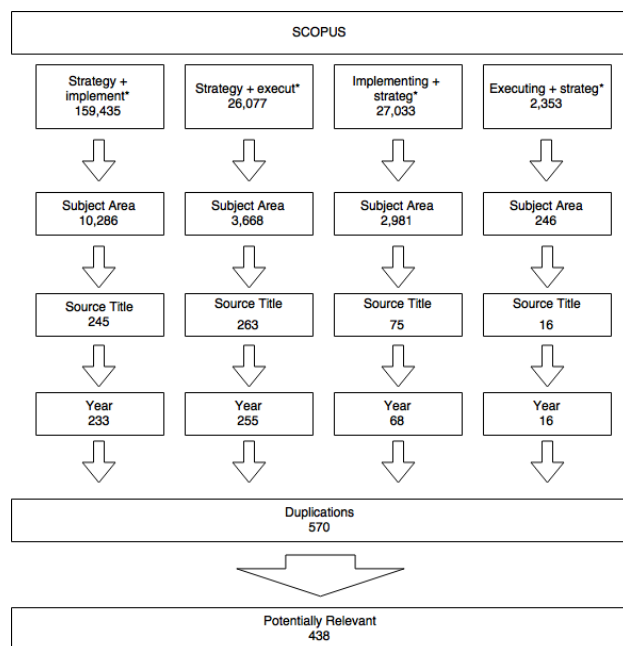 SCOPUS
Strategy +
implement*
159,435
Strategy + execut*
26,077
Implementing +
strateg*
27,033
Executing + strateg*
2,353
Subject Area
10,286
Subject Area
3,668
Subject Area
2,981
Subject Area
246
Source Title
245
Source Title
263
Source Title
75
Source Title
16
Year
233
Year
255
Year
68
Year
16
Duplications
570
Potentially Relevant
438